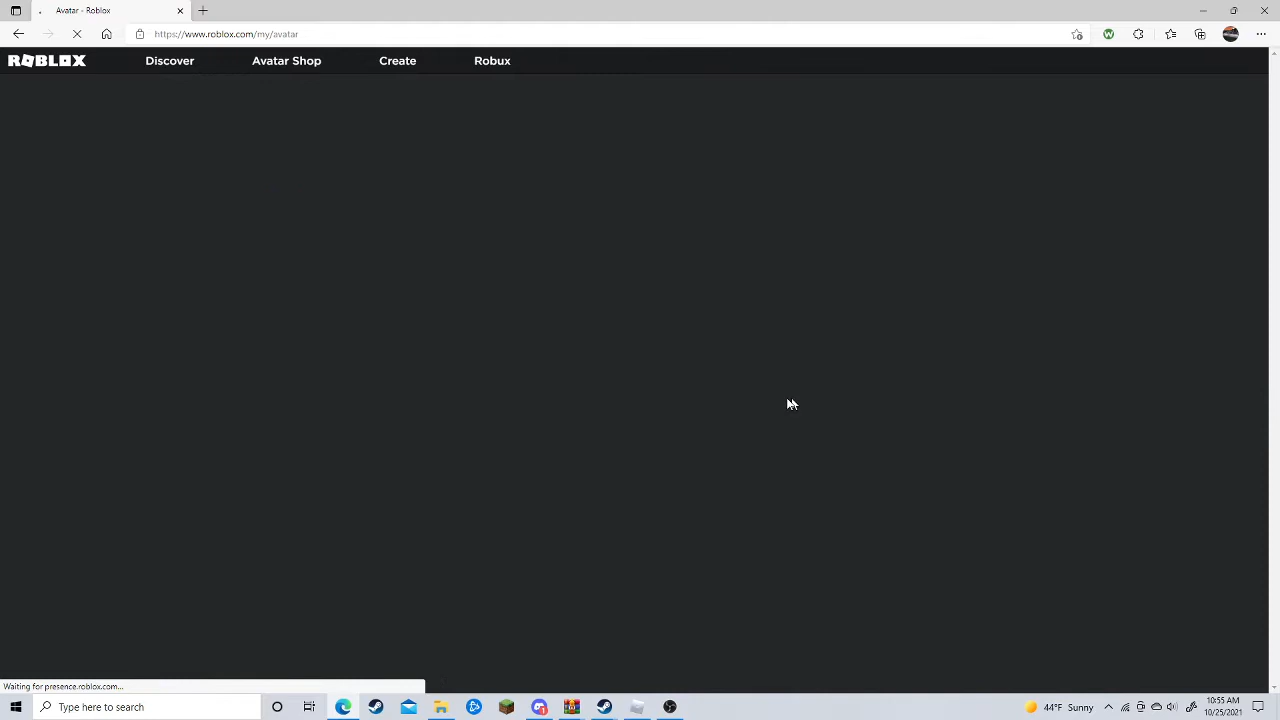 Avatar - Roblox
https://www.roblox.com/my/avatar
ROBLOX Discover Avatar Shop Create Robux
Waiting for presence.roblox.com...
Type here to search
44°F Sunny
10:55 AM
10/25/2021